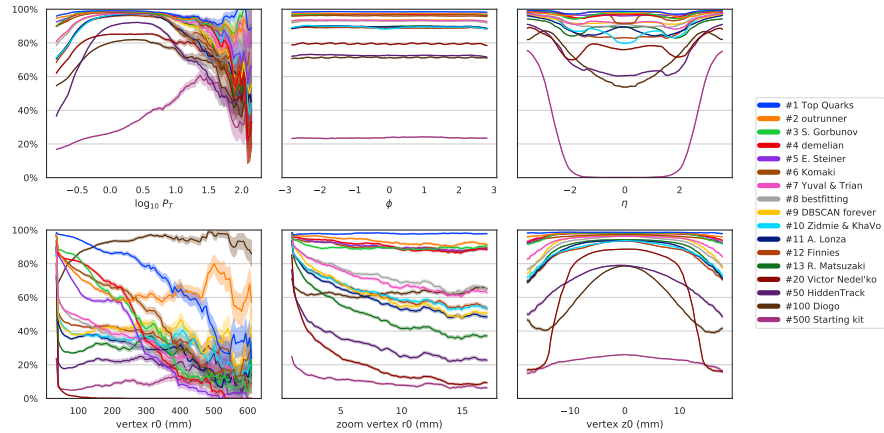 100%
80%
60%
40%
20%
0%
−0.5 0.0 0.5 1.0 1.5 2.0
log10 PT
−3 −2 −1 0 1 2 3
ϕ
−2 0 2
η
#1 Top Quarks
#2 outrunner
#3 S. Gorbunov
#4 demelian
#5 E. Steiner
#6 Komaki
#7 Yuval & Trian
#8 bestfitting
#9 DBSCAN forever
#10 Zidmie & KhaVo
#11 A. Lonza
#12 Finnies
#13 R. Matsuzaki
#20 Victor Nedel'ko
#50 HiddenTrack
#100 Diogo
#500 Starting kit
100%
80%
60%
40%
20%
0%
100 200 300 400 500 600
vertex r0 (mm)
5 10 15
zoom vertex r0 (mm)
−10 0 10
vertex z0 (mm)